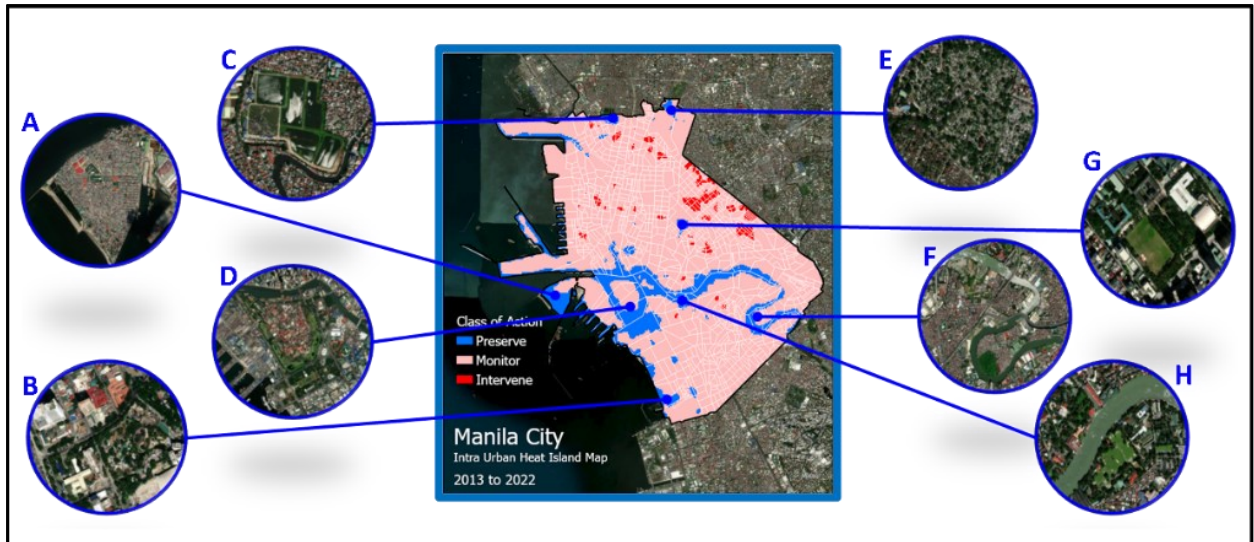 C
E
A
G
D
F
Class of Action
Preserve
Monitor
Intervene
B
H
Manila City
Intra Urban Heat Island Map
2013 to 2022